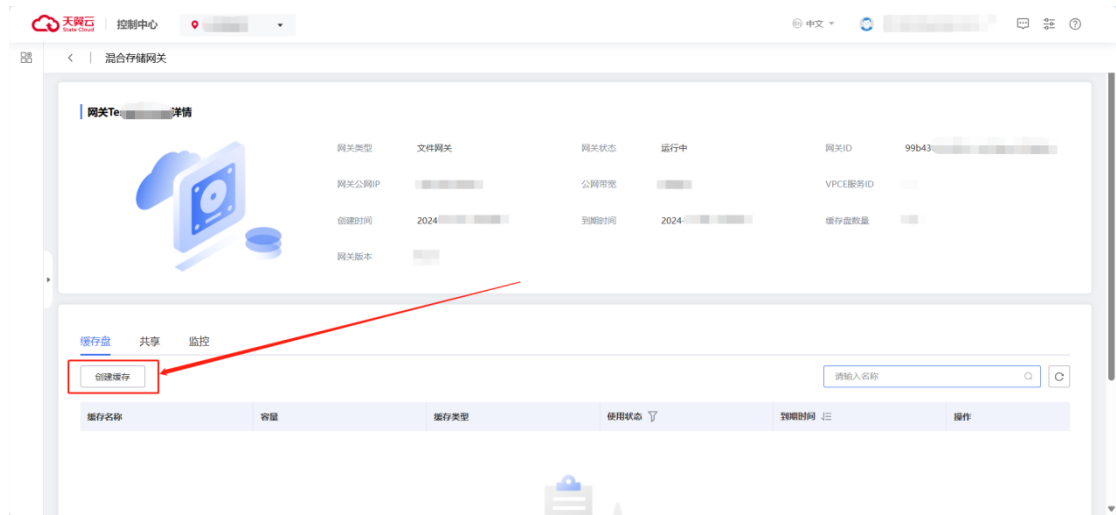 天翼云 State Cloud 控制中心 中文
混合存储网关
网关Te 详情
网关类型 文件网关 网关状态 运行中 网关ID 99b43
网关公网IP 公网带宽 VPCE服务ID
创建时间 2024 到期时间 2024 缓存盘数量
网关版本
缓存盘 共享 监控
创建缓存 请输入名称
缓存名称 容量 缓存类型 使用状态 到期时间 操作